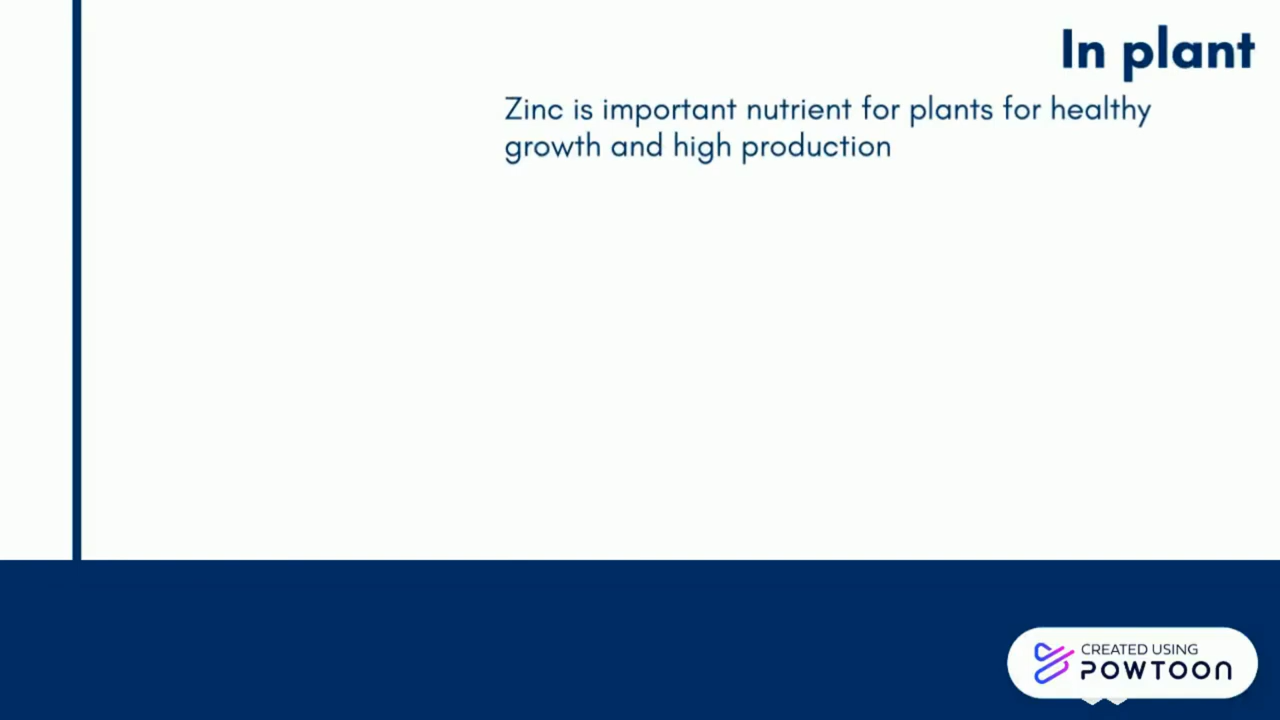 In plant
Zinc is important nutrient for plants for healthy
growth and high production
CREATED USING
POWTOON